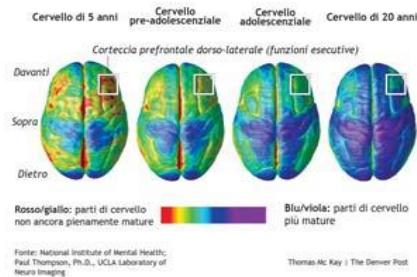 Cervello di 5 anni
Cervello
pre-adolescenziale
Cervello
adolescenziale
Cervello di 20 anni
Corteccia prefrontale dorso-laterale (funzioni esecutive)
Davanti
Sopra
Dietro
Rosso/giallo: parti di cervello
non ancora pienamente mature
Blu/viola: parti di cervello
più mature
Fonte: National Institute of Mental Health;
Paul Thompson, Ph.D., UCLA Laboratory of
Neuro Imaging
Thomas Mc Kay | The Denver Post